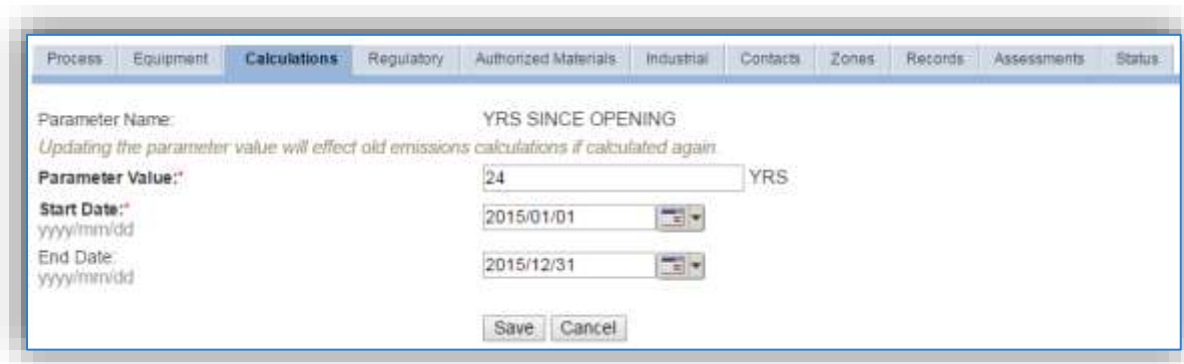 Process Equipment Calculations Regulatory Authorized Materials Industrial Contacts Zones Records Assessments Status
Parameter Name: YRS SINCE OPENING
Updating the parameter value will effect old emissions calculations if calculated again.
Parameter Value:* 24 YRS
Start Date:* 2015/01/01
yyyy/mm/dd
End Date: 2015/12/31
yyyy/mm/dd
Save Cancel